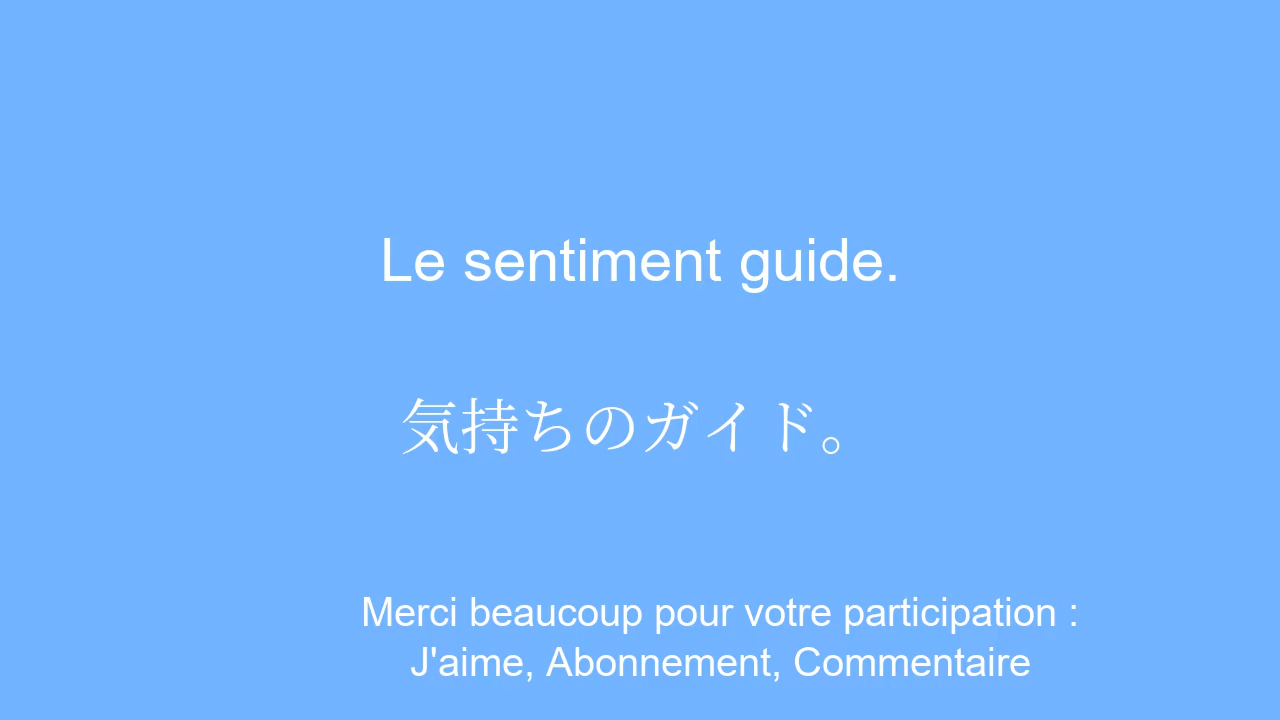 Le sentiment guide.
気持ちのガイド。
Merci beaucoup pour votre participation :
J'aime, Abonnement, Commentaire